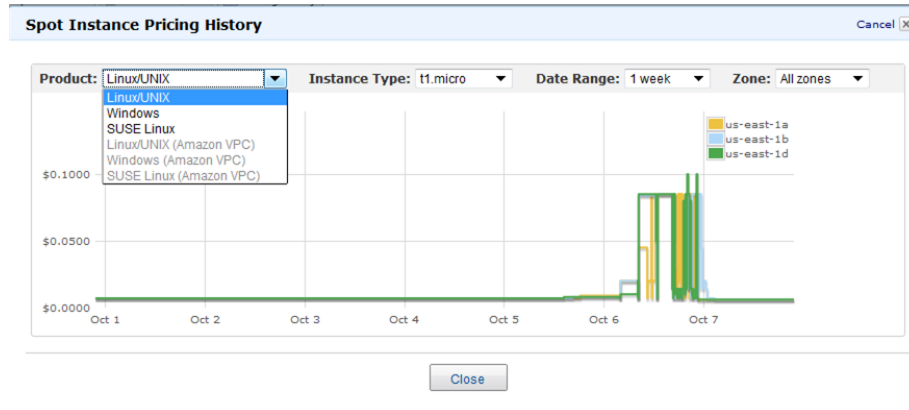 Spot Instance Pricing History
Cancel
Product: Linux/UNIX Instance Type: t1.micro Date Range: 1 week Zone: All zones
Linux/UNIX
Windows
SUSE Linux
Linux/UNIX (Amazon VPC)
Windows (Amazon VPC)
SUSE Linux (Amazon VPC)
us-east-1a
us-east-1b
us-east-1d
$0.1000
$0.0500
$0.0000
Oct 1 Oct 2 Oct 3 Oct 4 Oct 5 Oct 6 Oct 7
Close